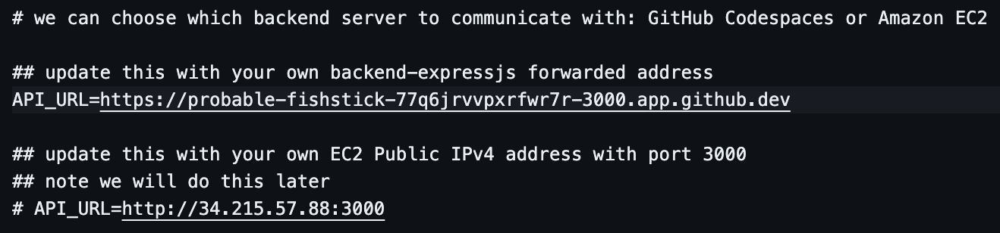 # we can choose which backend server to communicate with: GitHub Codespaces or Amazon EC2
## update this with your own backend-expressjs forwarded address
API_URL=https://probable-fishstick-77q6jrvvpxrfwr7r-3000.app.github.dev
## update this with your own EC2 Public IPv4 address with port 3000
## note we will do this later
# API_URL=http://34.215.57.88:3000